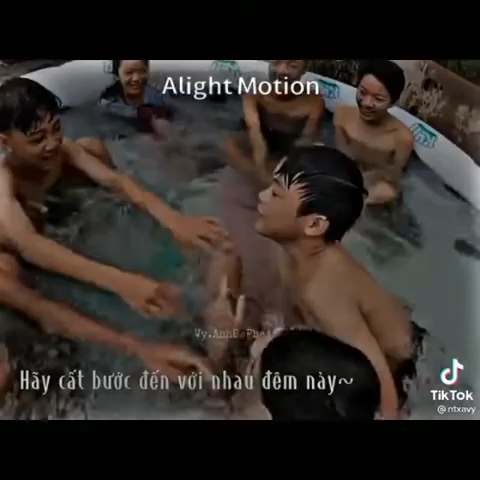 Alight Motion
Hãy cất bước đến với nhau đêm này~
TikTok
@ntxavy